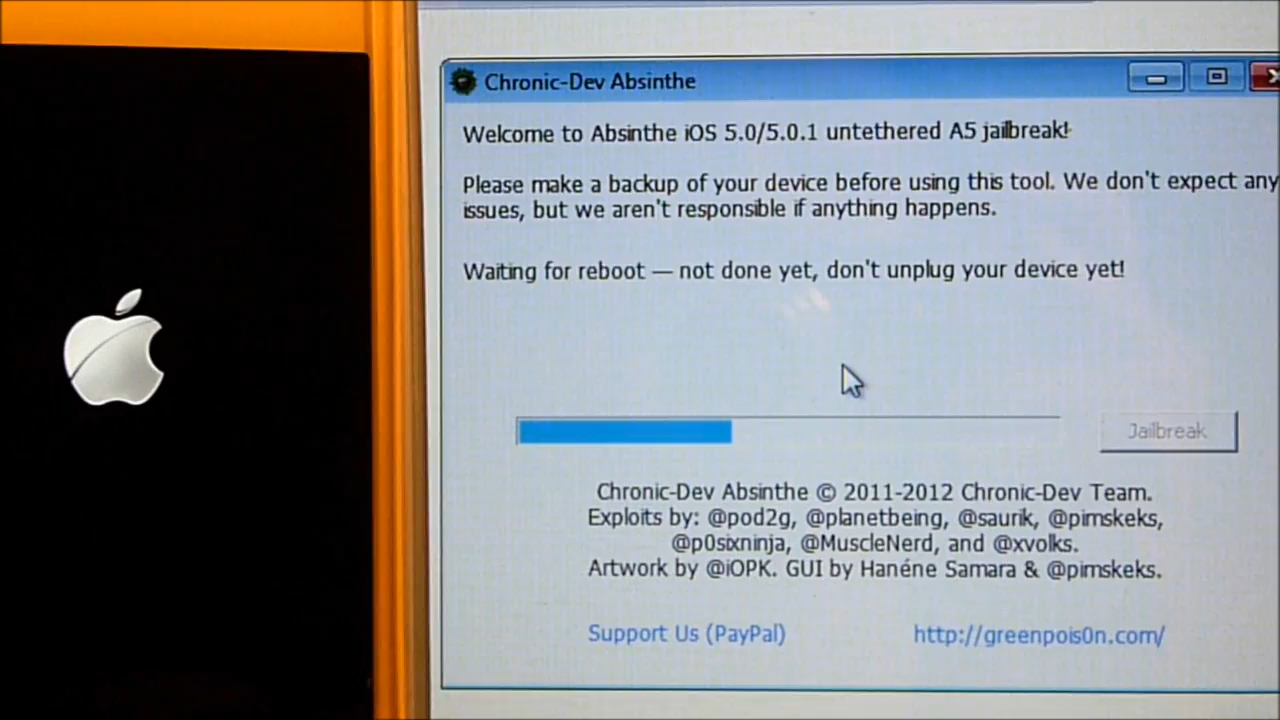 Chronic-Dev Absinthe
Welcome to Absinthe iOS 5.0/5.0.1 untethered A5 jailbreak!
Please make a backup of your device before using this tool. We don't expect any
issues, but we aren't responsible if anything happens.
Waiting for reboot — not done yet, don't unplug your device yet!
Jailbreak
Chronic-Dev Absinthe © 2011-2012 Chronic-Dev Team.
Exploits by: @pod2g, @planetbeing, @saurik, @pimskeks,
@p0sixninja, @MuscleNerd, and @xvolks.
Artwork by @iOPK. GUI by Hanéne Samara & @pimskeks.
Support Us (PayPal)
http://greenpois0n.com/